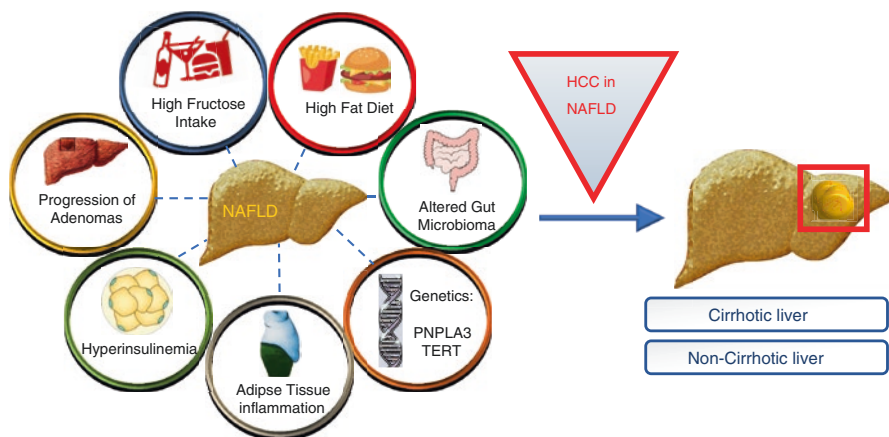 High Fructose
Intake
High Fat Diet
HCC in
NAFLD
Progression of
Adenomas
NAFLD
Altered Gut
Microbioma
Hyperinsulinemia
Genetics:
PNPLA3
TERT
Adipse Tissue
inflammation
Cirrhotic liver
Non-Cirrhotic liver